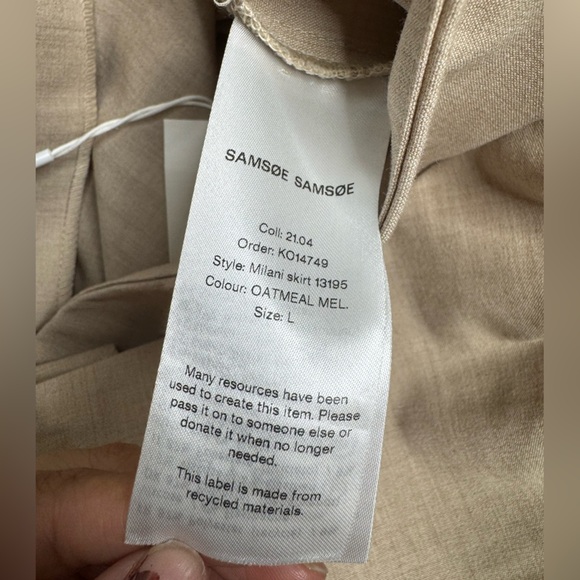 SAMSØE SAMSØE
Coll: 21.04
Order: KO14749
Style: Milani skirt 13195
Colour: OATMEAL MEL.
Size: L
Many resources have been
used to create this item. Please
pass it on to someone else or
donate it when no longer
needed.
This label is made from
recycled materials.